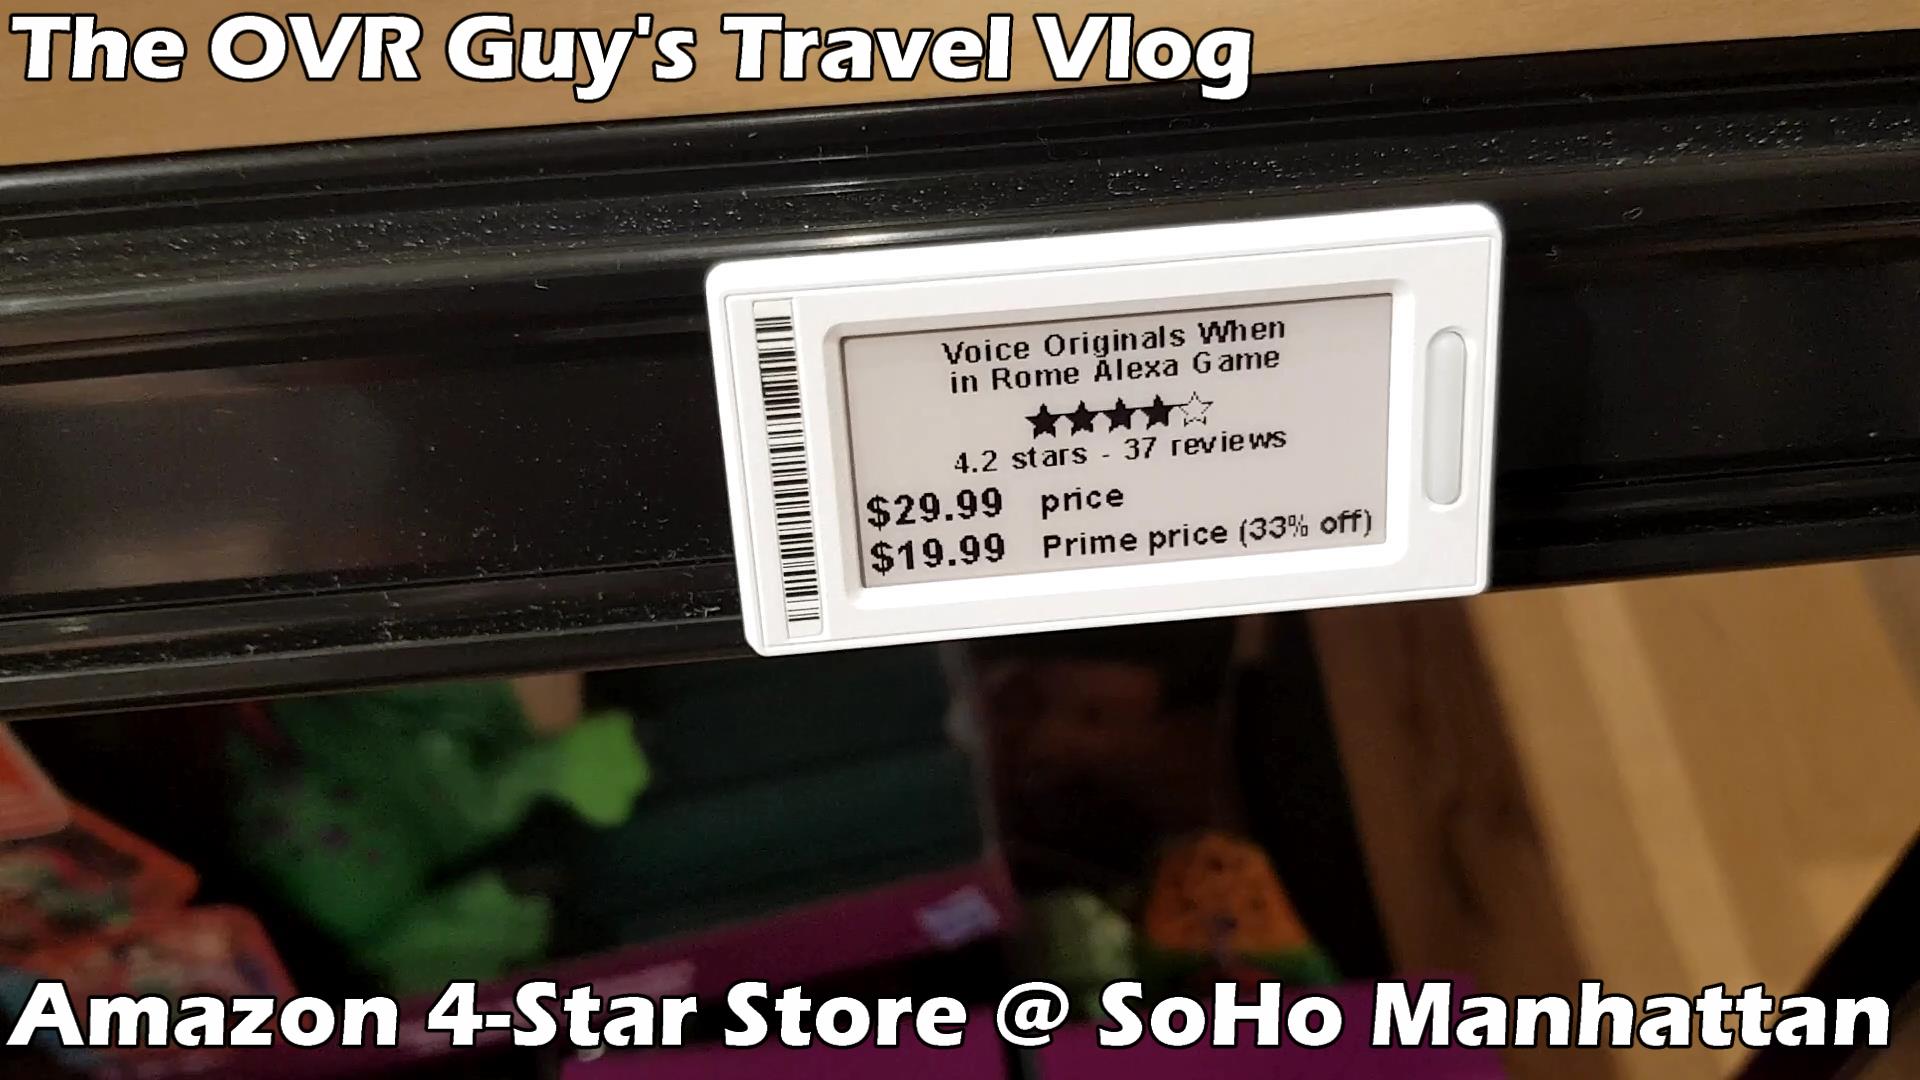 The OVR Guy's Travel Vlog
Voice Originals When
in Rome Alexa Game
4.2 stars - 37 reviews
$29.99 price
$19.99 Prime price (33% off)
Amazon 4-Star Store @ SoHo Manhattan